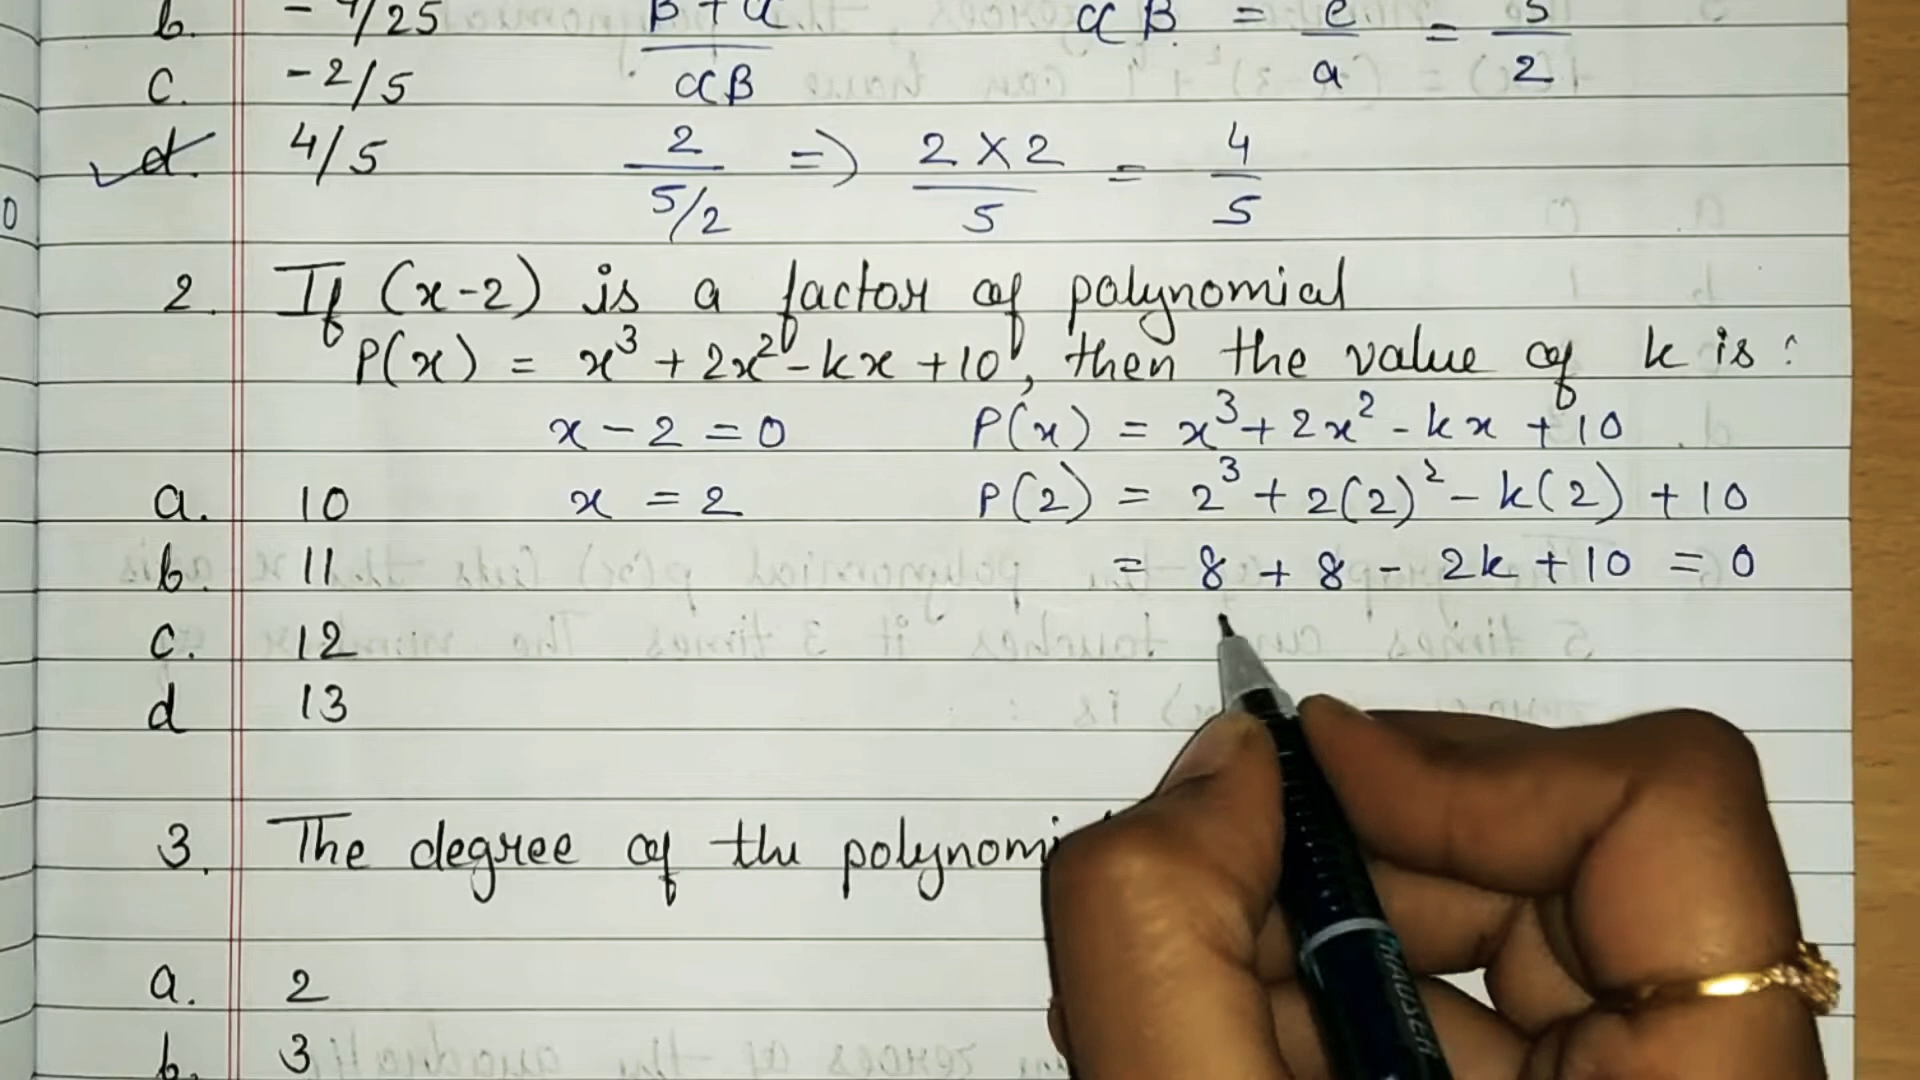 b. -4/25 β + α αβ = c/a = 5/2
c. -2/5 αβ
d. 4/5 2/(5/2) => (2×2)/5 = 4/5
2. If (x-2) is a factor of polynomial
P(x) = x³ + 2x² - kx + 10, then the value of k is :
x - 2 = 0 P(x) = x³ + 2x² - kx + 10
a. 10 x = 2 P(2) = 2³ + 2(2)² - k(2) + 10
b. 11 = 8 + 8 - 2k + 10 = 0
c. 12
d 13
3. The degree of the polynomi
a. 2
b. 3